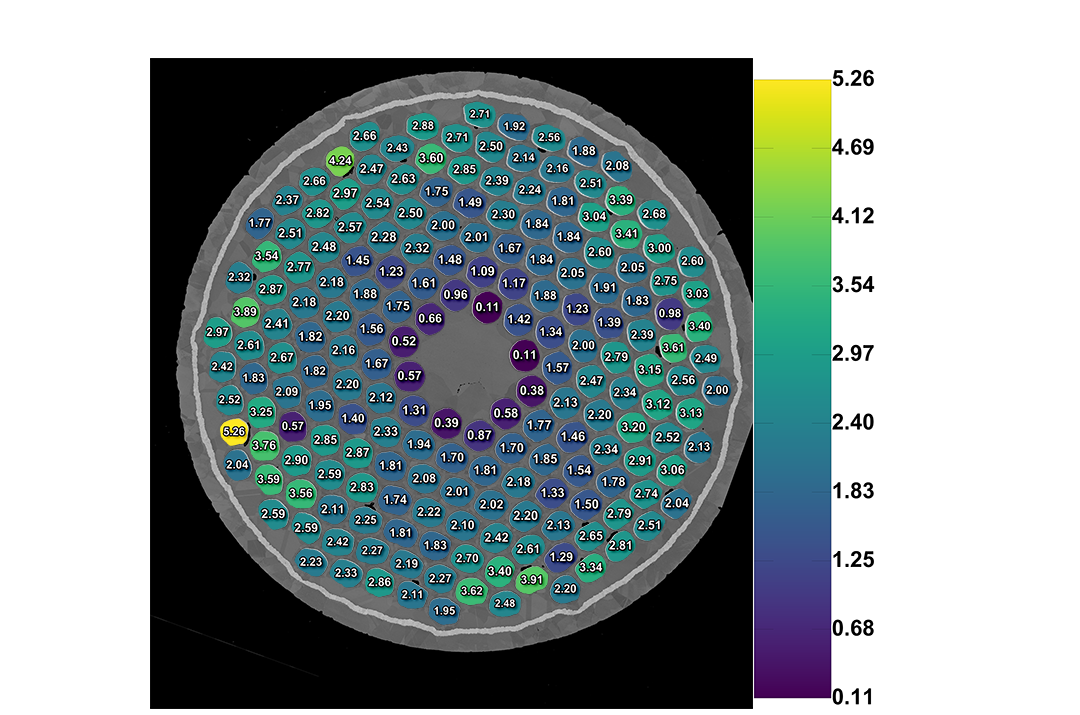 2.71
2.88 1.92
2.66 2.71 2.56
2.43 2.50 1.88
4.24 3.60 2.14 2.08
2.47 2.85 2.16
2.66 2.63 2.39 2.51
2.37 2.97 1.75 2.24 3.39
2.82 2.54 1.49 1.81 2.68
1.77 2.51 2.57 2.50 2.00 2.30 1.84 3.04 3.41
2.48 2.28 2.32 2.01 1.67 1.84 2.60 3.00
3.54 2.77 1.45 1.23 1.48 1.09 1.84 2.05 2.05 2.60
2.32 2.87 2.18 1.88 1.61 0.96 1.17 1.88 1.91 2.75 3.03
3.89 2.18 2.20 1.75 0.66 0.11 1.42 1.23 1.39 1.83 0.98 3.40
2.97 2.61 2.41 1.82 1.56 0.52 1.34 2.00 2.39 3.61
2.42 1.83 2.67 1.82 2.16 1.67 0.57 0.11 1.57 2.79 3.15 2.49
2.52 2.09 1.95 2.20 2.12 0.38 2.13 2.47 2.34 2.56 2.00
5.26 3.25 0.57 1.40 2.33 1.31 0.39 0.58 1.77 2.20 3.12 3.13
3.76 2.85 2.87 1.94 0.87 1.70 1.46 3.20 2.52 2.13
2.04 2.90 2.59 1.81 1.70 1.81 1.85 2.34 2.91 3.06
3.59 3.56 2.83 2.08 2.01 2.18 1.54 1.78 2.74 2.04
2.59 2.11 1.74 2.22 2.02 1.33 1.50 2.79 2.51
2.59 2.25 1.81 2.10 2.20 2.13 2.65
2.42 2.27 1.83 2.42 2.61 2.81
2.23 2.33 2.19 2.70 1.29 3.34
2.86 2.27 3.40 3.91 2.20
2.11 3.62
1.95 2.48
5.26
4.69
4.12
3.54
2.97
2.40
1.83
1.25
0.68
0.11